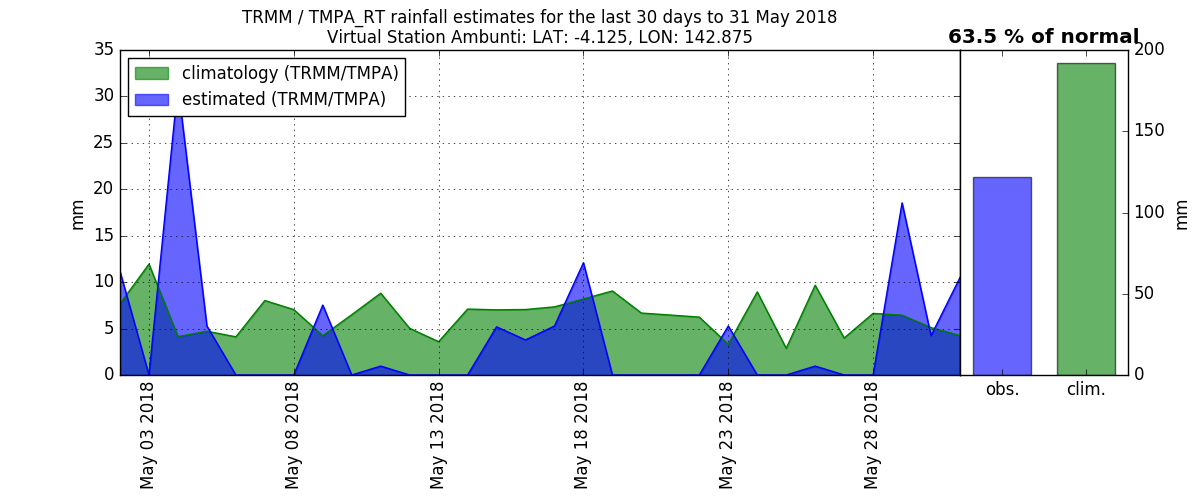 TRMM / TMPA_RT rainfall estimates for the last 30 days to 31 May 2018
Virtual Station Ambunti: LAT: -4.125, LON: 142.875
63.5 % of normal
climatology (TRMM/TMPA)
estimated (TRMM/TMPA)
35
30
25
20
15
10
5
0
mm
May 03 2018
May 08 2018
May 13 2018
May 18 2018
May 23 2018
May 28 2018
obs.
clim.
200
150
100
50
0
mm